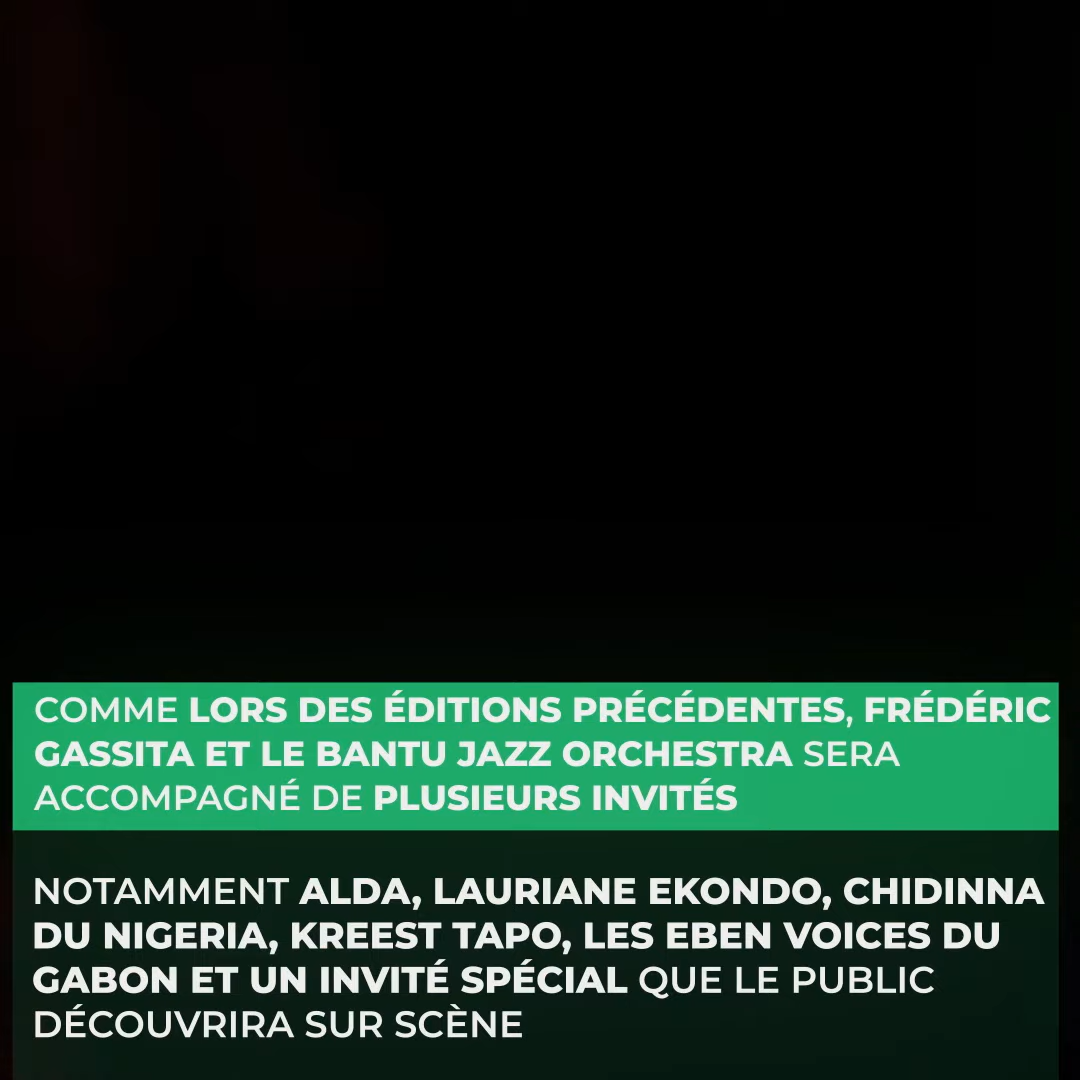 COMME LORS DES ÉDITIONS PRÉCÉDENTES, FRÉDÉRIC
GASSITA ET LE BANTU JAZZ ORCHESTRA SERA
ACCOMPAGNÉ DE PLUSIEURS INVITÉS
NOTAMMENT ALDA, LAURIANE EKONDO, CHIDINNA
DU NIGERIA, KREEST TAPO, LES EBEN VOICES DU
GABON ET UN INVITÉ SPÉCIAL QUE LE PUBLIC
DÉCOUVRIRA SUR SCÈNE